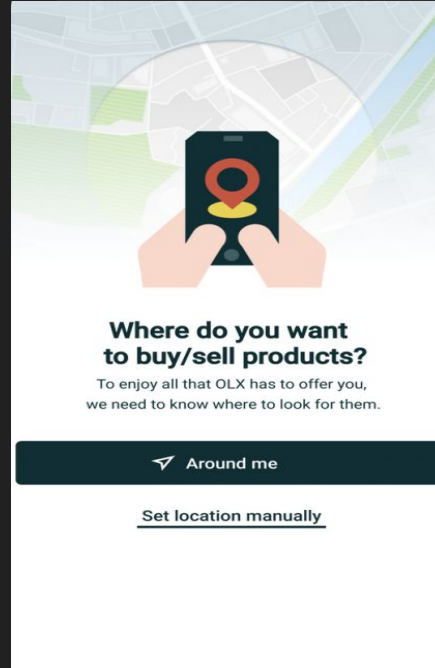 Where do you want
to buy/sell products?
To enjoy all that OLX has to offer you,
we need to know where to look for them.
Around me
Set location manually